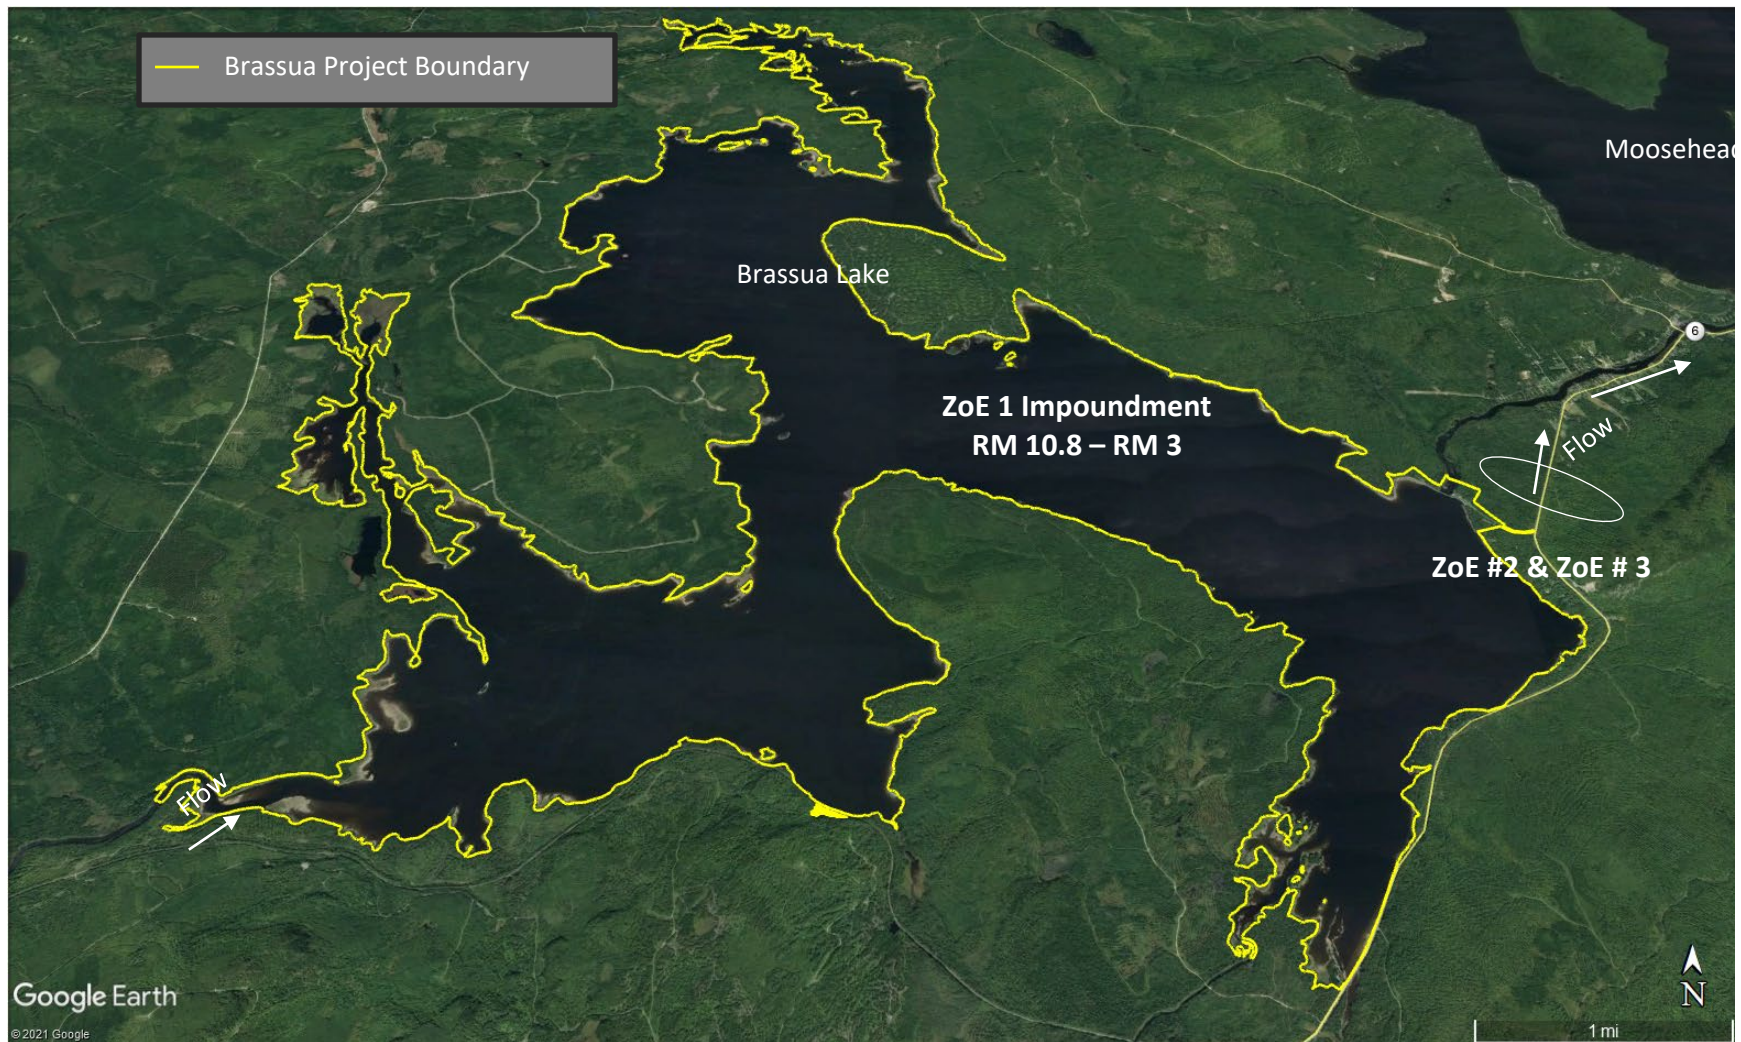 Brassua Project Boundary
Moosehead
Brassua Lake
6
ZoE 1 Impoundment
RM 10.8 – RM 3
Flow
ZoE #2 & ZoE # 3
Flow
Google Earth
N
© 2021 Google
1 mi